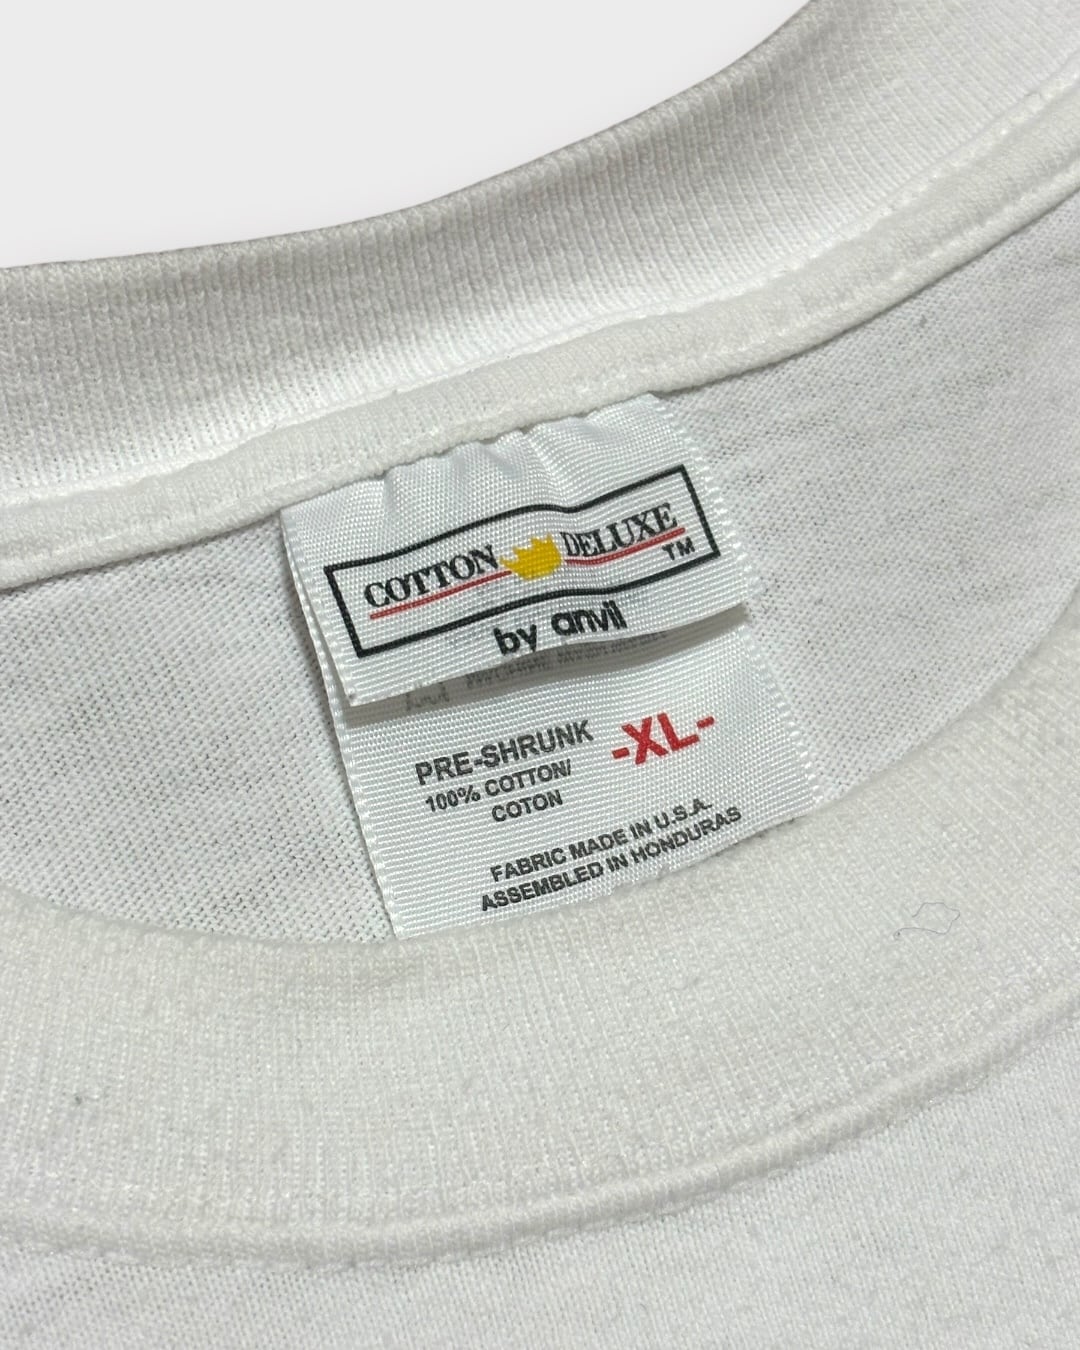 COTTON DELUXE TM
by anvil
PRE-SHRUNK -XL-
100% COTTON/
COTON
FABRIC MADE IN U.S.A.
ASSEMBLED IN HONDURAS